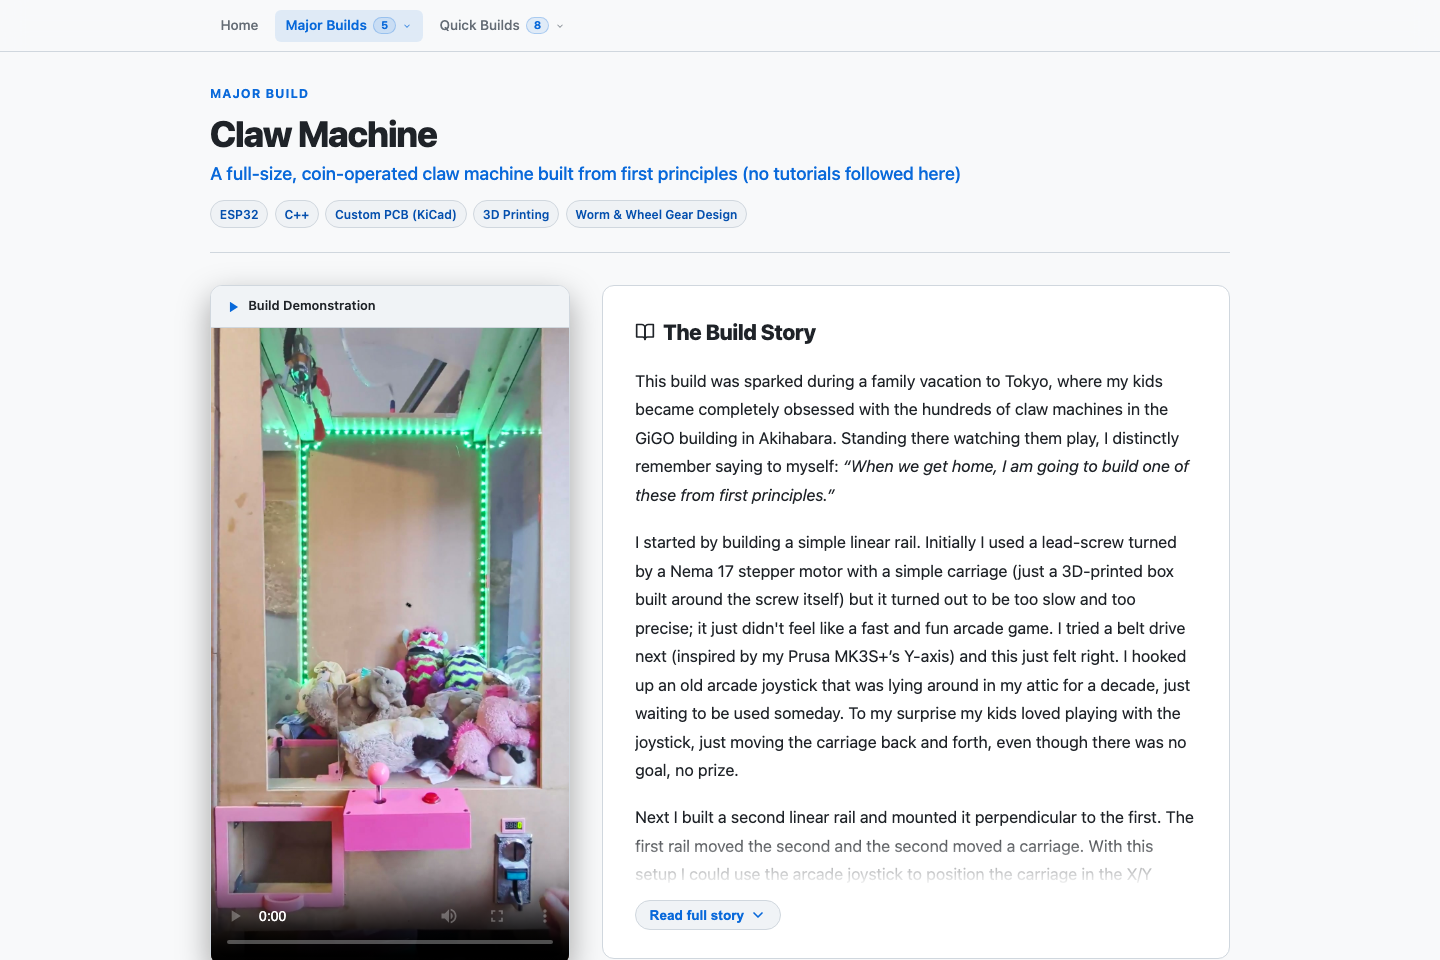 Home
Major Builds 5
Quick Builds 8
MAJOR BUILD
Claw Machine
A full-size, coin-operated claw machine built from first principles (no tutorials followed here)
ESP32
C++
Custom PCB (KiCad)
3D Printing
Worm & Wheel Gear Design
Build Demonstration
0:00
The Build Story
This build was sparked during a family vacation to Tokyo, where my kids
became completely obsessed with the hundreds of claw machines in the
GiGO building in Akihabara. Standing there watching them play, I distinctly
remember saying to myself: “When we get home, I am going to build one of
these from first principles.”
I started by building a simple linear rail. Initially I used a lead-screw turned
by a Nema 17 stepper motor with a simple carriage (just a 3D-printed box
built around the screw itself) but it turned out to be too slow and too
precise; it just didn't feel like a fast and fun arcade game. I tried a belt drive
next (inspired by my Prusa MK3S+’s Y-axis) and this just felt right. I hooked
up an old arcade joystick that was lying around in my attic for a decade, just
waiting to be used someday. To my surprise my kids loved playing with the
joystick, just moving the carriage back and forth, even though there was no
goal, no prize.
Next I built a second linear rail and mounted it perpendicular to the first. The
first rail moved the second and the second moved a carriage. With this
setup I could use the arcade joystick to position the carriage in the X/Y
Read full story